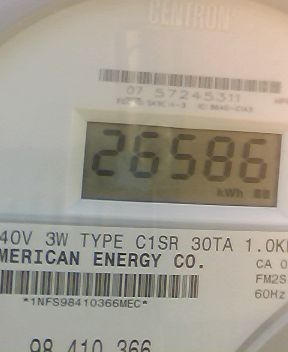 CENTRON
07 57245311
26586
kWh
40V 3W TYPE C1SR 30TA 1.0K
MERICAN ENERGY CO.
CA 0
FM2S
*1NFS98410366MEC*
60Hz
98 410 366